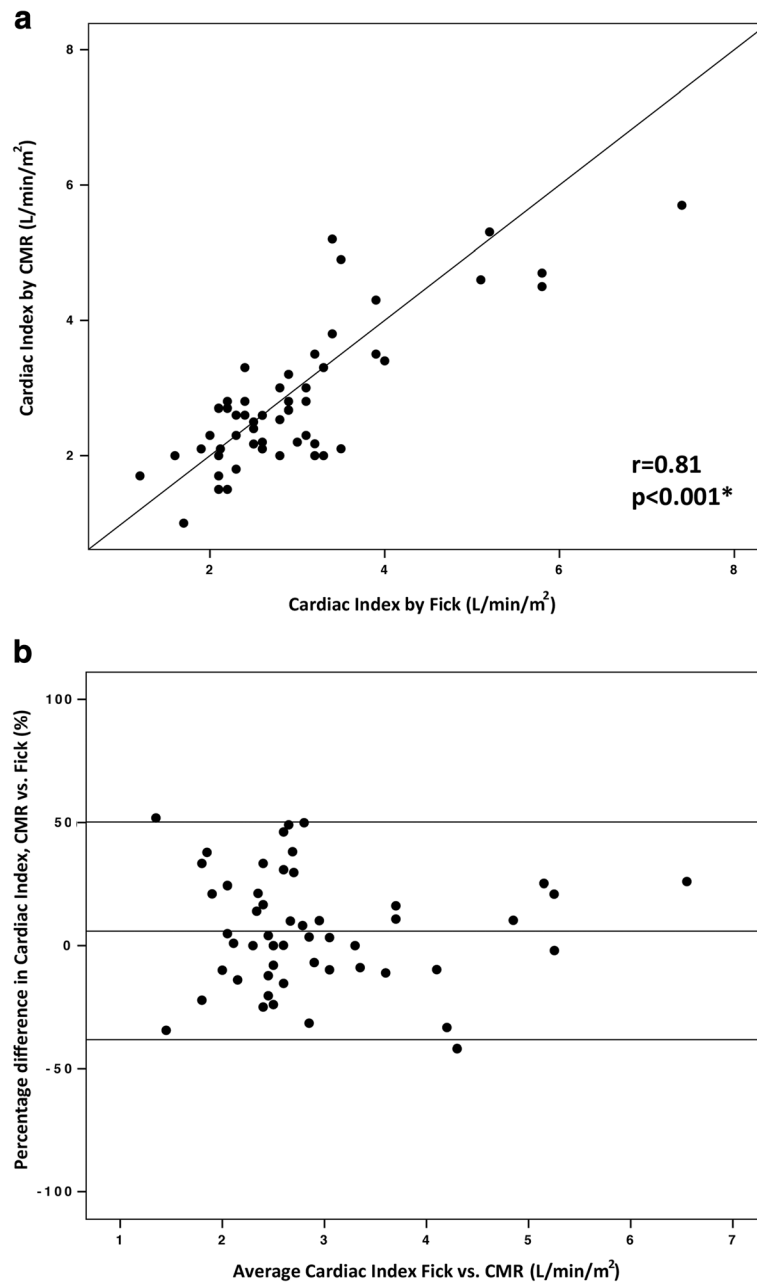 a
8
6
4
2
Cardiac Index by CMR (L/min/m²)
r=0.81
p<0.001*
2 4 6 8
Cardiac Index by Fick (L/min/m²)
b
100
50
0
-50
-100
Percentage difference in Cardiac Index, CMR vs. Fick (%)
1 2 3 4 5 6 7
Average Cardiac Index Fick vs. CMR (L/min/m²)